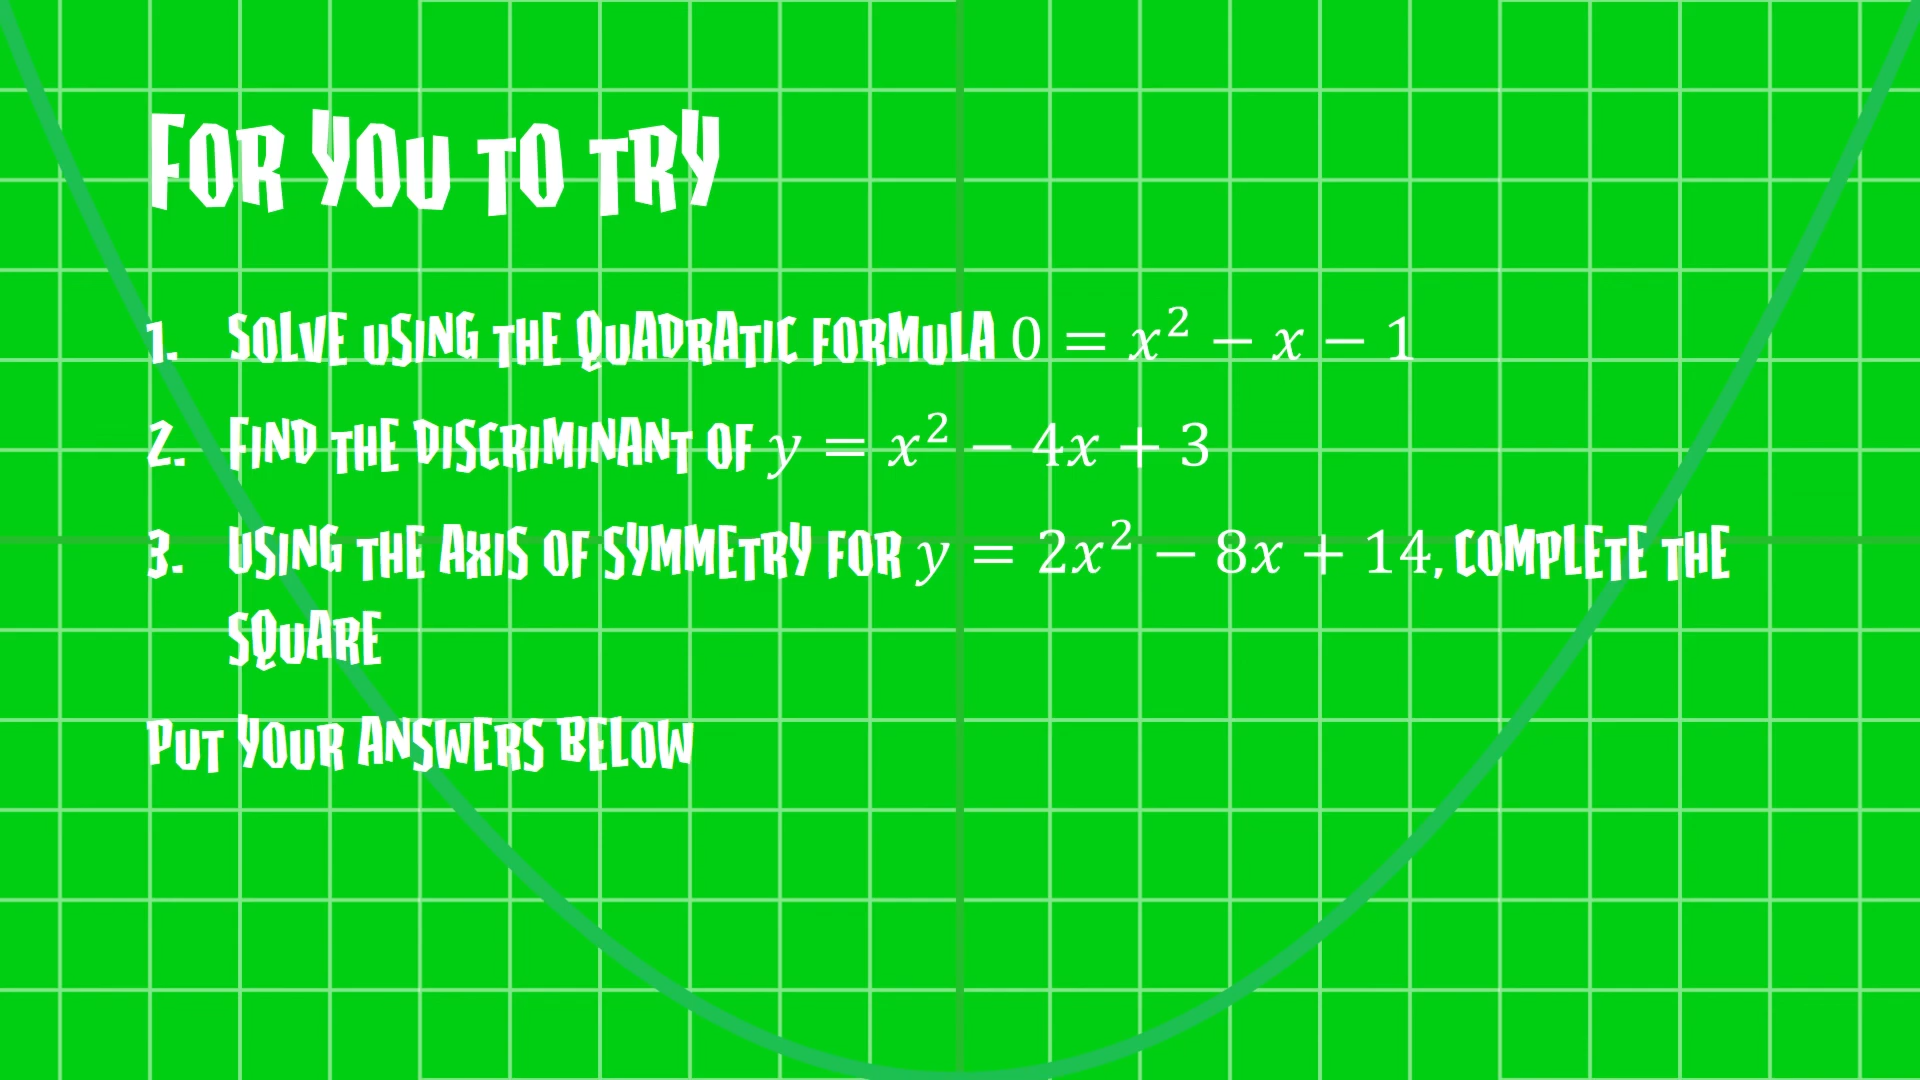 For You to try
1. Solve using the Quadratic formula 0 = x² − x − 1
2. Find the discriminant of y = x² − 4x + 3
3. Using the Axis of Symmetry for y = 2x² − 8x + 14, complete the
square
Put your answers below